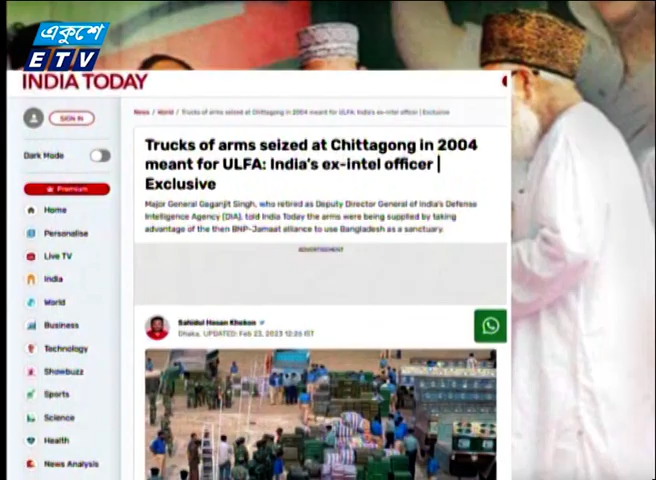 একুশে
ETV
INDIA TODAY
SIGN IN
Dark Mode
Premium
Home
Personalise
Live TV
India
World
Business
Technology
Showbuzz
Sports
Science
Health
News Analysis
News / World / Trucks of arms seized at Chittagong in 2004 meant for ULFA: India's ex-intel officer | Exclusive
Trucks of arms seized at Chittagong in 2004
meant for ULFA: India's ex-intel officer |
Exclusive
Major General Gaganjit Singh, who retired as Deputy Director General of India's Defense
Intelligence Agency (DIA), told India Today the arms were being supplied by taking
advantage of the then BNP-Jamaat alliance to use Bangladesh as a sanctuary.
ADVERTISEMENT
Sahidul Hasan Khokon
Dhaka, UPDATED: Feb 23, 2023 12:26 IST